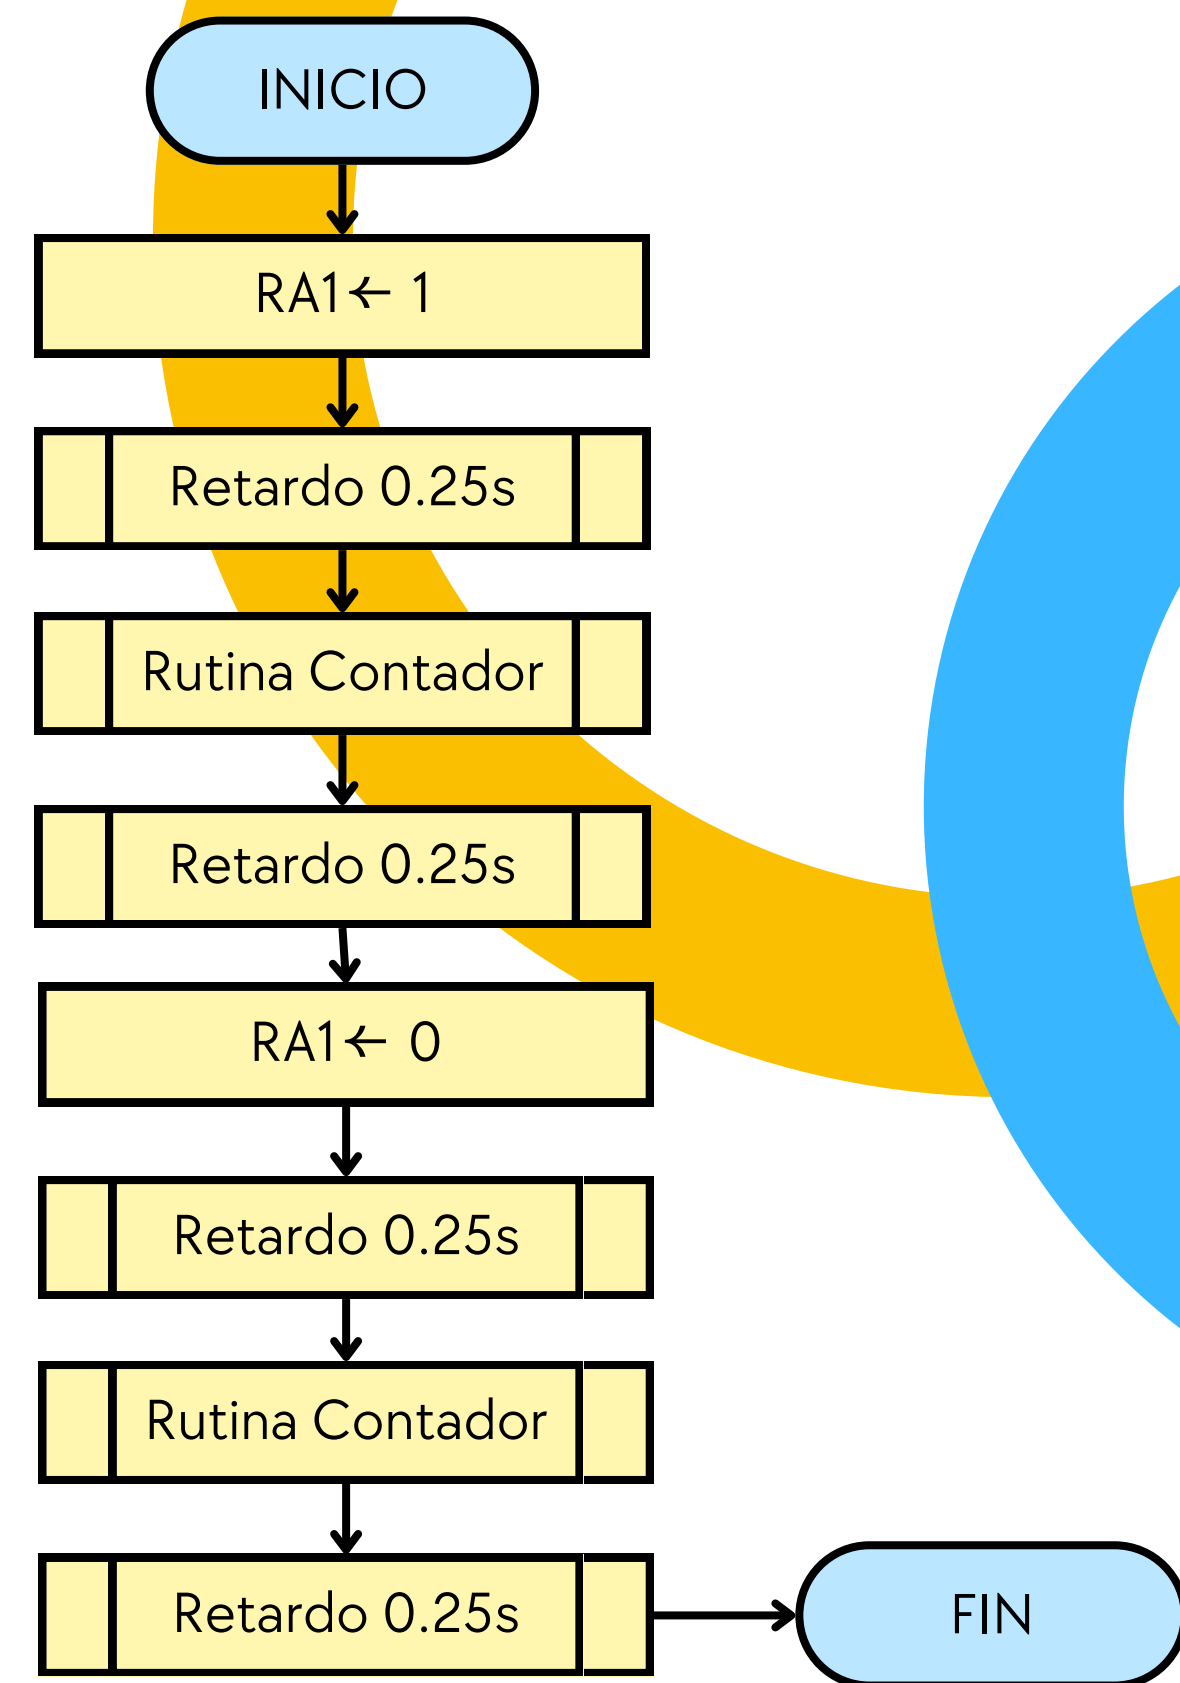 INICIO
RA1← 1
Retardo 0.25s
Rutina Contador
Retardo 0.25s
RA1← 0
Retardo 0.25s
Rutina Contador
Retardo 0.25s
FIN